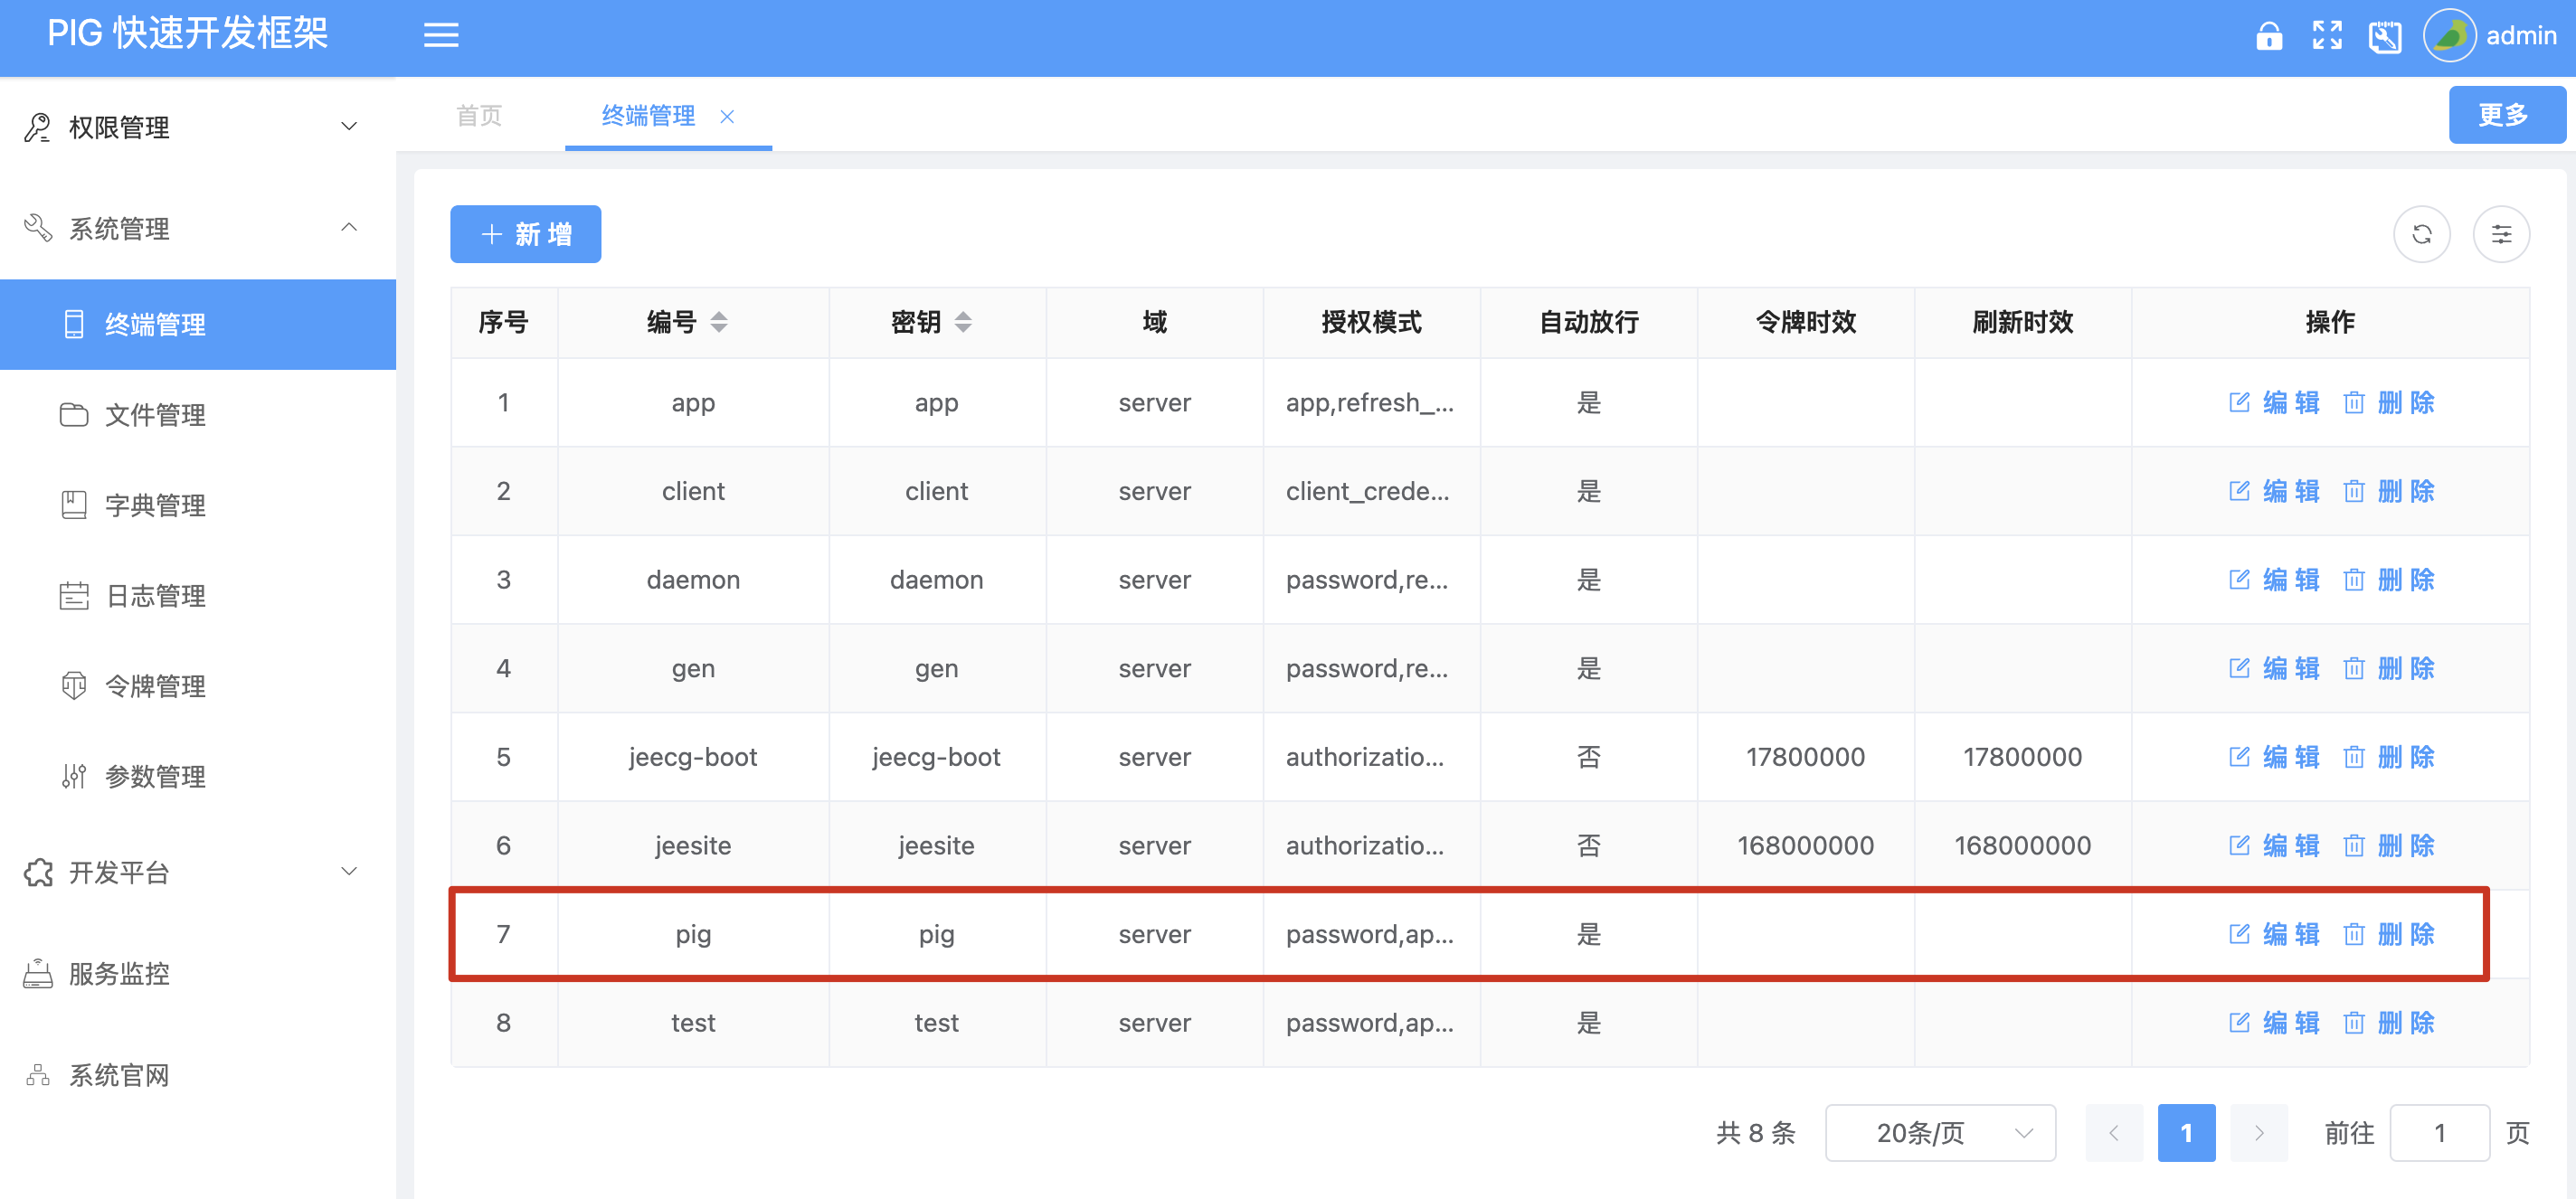 PIG 快速开发框架
admin
权限管理
系统管理
终端管理
文件管理
字典管理
日志管理
令牌管理
参数管理
开发平台
服务监控
系统官网
首页 终端管理
更多
新 增
序号 编号 密钥 域 授权模式 自动放行 令牌时效 刷新时效 操作
1 app app server app,refresh_... 是 编 辑 删 除
2 client client server client_crede... 是 编 辑 删 除
3 daemon daemon server password,re... 是 编 辑 删 除
4 gen gen server password,re... 是 编 辑 删 除
5 jeecg-boot jeecg-boot server authorizatio... 否 17800000 17800000 编 辑 删 除
6 jeesite jeesite server authorizatio... 否 168000000 168000000 编 辑 删 除
7 pig pig server password,ap... 是 编 辑 删 除
8 test test server password,ap... 是 编 辑 删 除
共 8 条 20条/页 1 前往 1 页